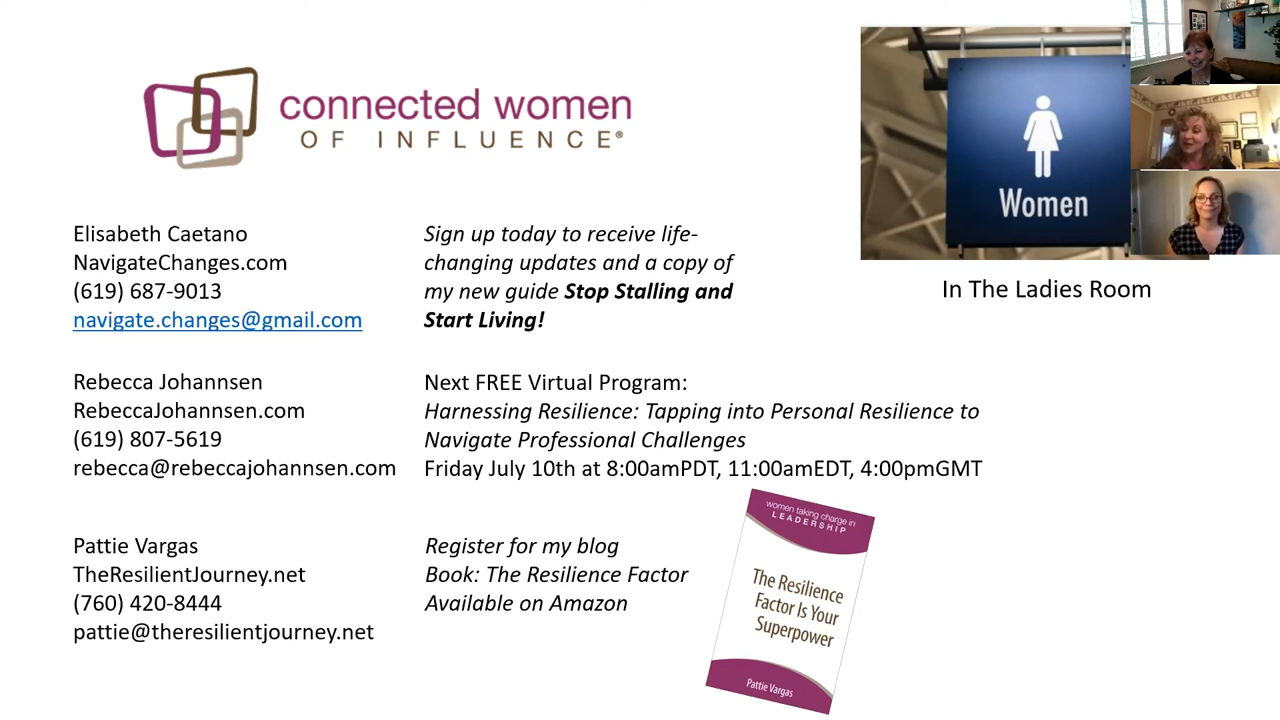 connected women
OF INFLUENCE®
Women
In The Ladies Room
Elisabeth Caetano
NavigateChanges.com
(619) 687-9013
navigate.changes@gmail.com
Sign up today to receive life-
changing updates and a copy of
my new guide Stop Stalling and
Start Living!
Rebecca Johannsen
RebeccaJohannsen.com
(619) 807-5619
rebecca@rebeccajohannsen.com
Next FREE Virtual Program:
Harnessing Resilience: Tapping into Personal Resilience to
Navigate Professional Challenges
Friday July 10th at 8:00amPDT, 11:00amEDT, 4:00pmGMT
Pattie Vargas
TheResilientJourney.net
(760) 420-8444
pattie@theresilientjourney.net
Register for my blog
Book: The Resilience Factor
Available on Amazon
women taking charge in
LEADERSHIP
The Resilience
Factor Is Your
Superpower
Pattie Vargas